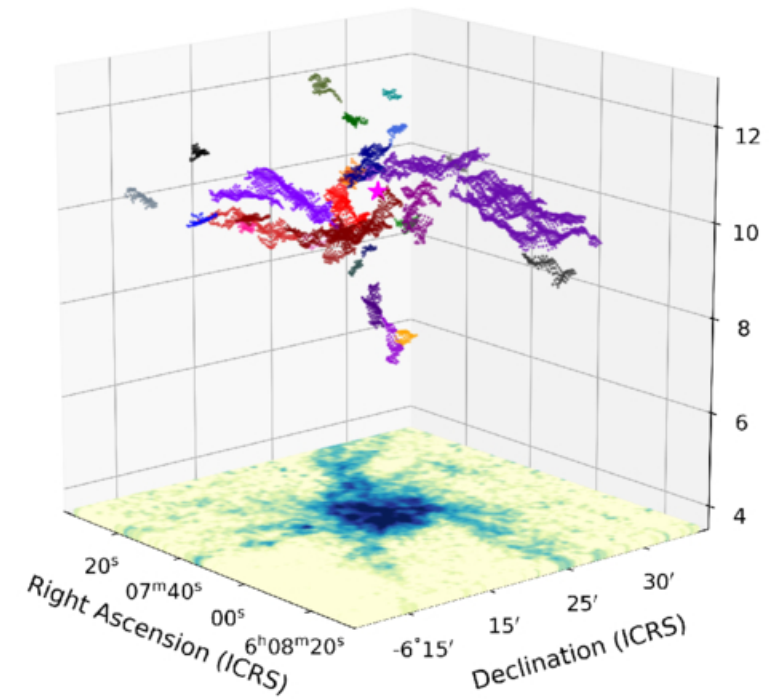 12
10
8
6
4
20ˢ
07ᵐ40ˢ
00ˢ
6ʰ08ᵐ20ˢ
Right Ascension (ICRS)
-6°15′
15′
25′
30′
Declination (ICRS)